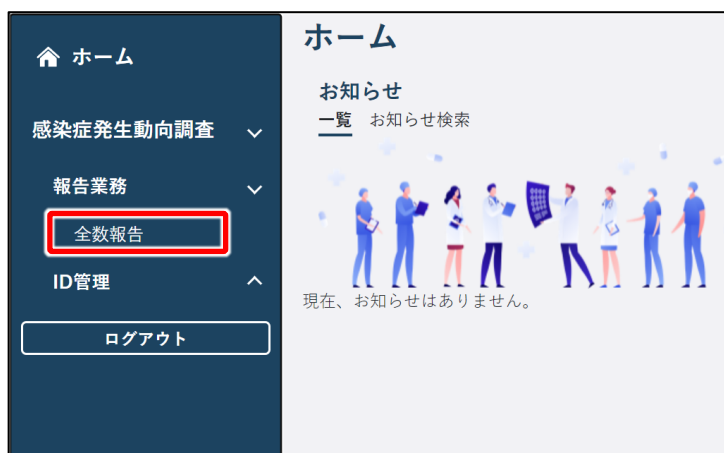 ホーム
感染症発生動向調査
報告業務
全数報告
ID管理
ログアウト
ホーム
お知らせ
一覧 お知らせ検索
現在、お知らせはありません。